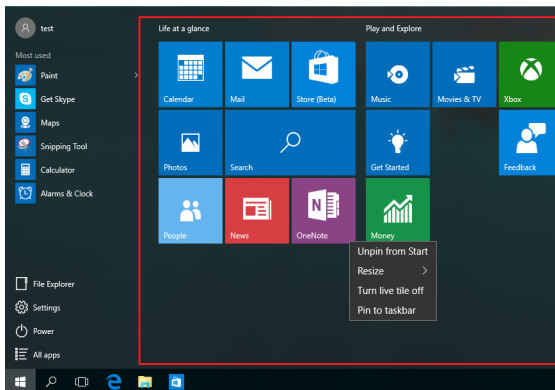 test
Most used
Paint
Get Skype
Maps
Snipping Tool
Calculator
Alarms & Clock
File Explorer
Settings
Power
All apps
Life at a glance
Play and Explore
Calendar
Mail
Store (Beta)
Music
Movies & TV
Xbox
Photos
Search
Get Started
Feedback
People
News
OneNote
Money
Unpin from Start
Resize
Turn live tile off
Pin to taskbar